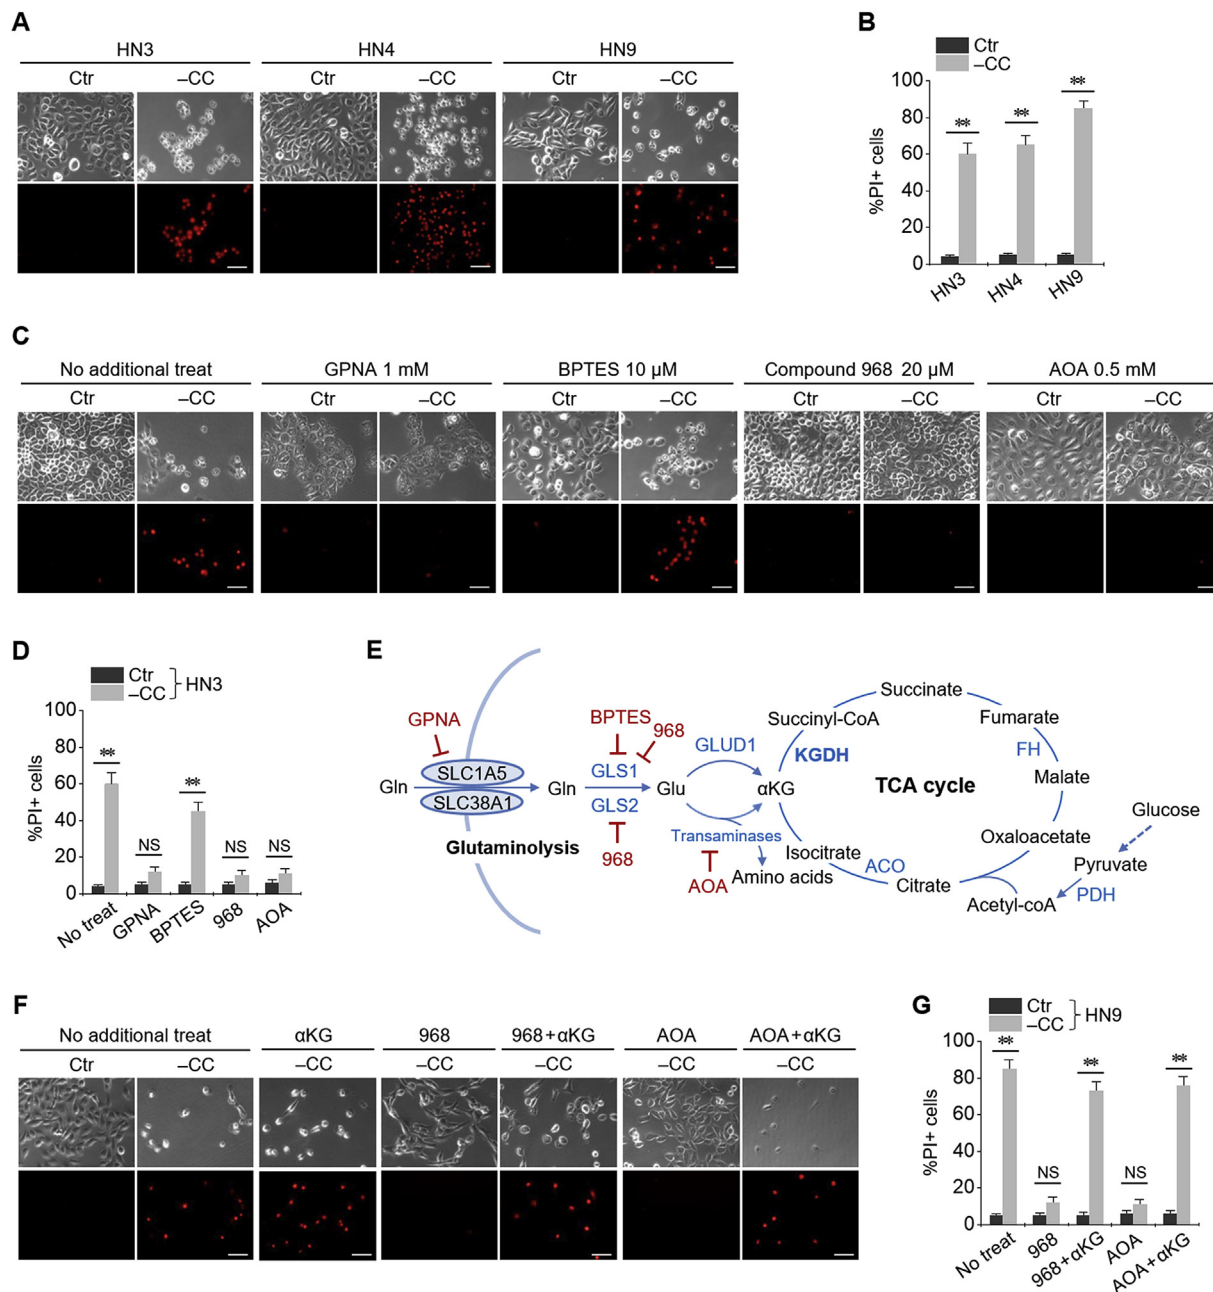 A
HN3 HN4 HN9
Ctr –CC Ctr –CC Ctr –CC
B
Ctr
–CC
100
80
60
40
20
0
%PI+ cells
** ** **
HN3 HN4 HN9
C
No additional treat GPNA 1 mM BPTES 10 μM Compound 968 20 μM AOA 0.5 mM
Ctr –CC Ctr –CC Ctr –CC Ctr –CC Ctr –CC
D
Ctr
–CC
HN3
100
80
60
40
20
0
%PI+ cells
** NS ** NS NS
No treat GPNA BPTES 968 AOA
E
Succinate
Succinyl-CoA Fumarate
GPNA BPTES 968
GLUD1 KGDH FH
SLC1A5 GLS1 TCA cycle Malate
Gln Gln Glu αKG
SLC38A1 GLS2 Glucose
Transaminases Oxaloacetate
Glutaminolysis 968 Isocitrate Pyruvate
AOA Amino acids ACO Citrate PDH
Acetyl-coA
F
No additional treat αKG 968 968+αKG AOA AOA+αKG
Ctr –CC –CC –CC –CC –CC –CC
G
Ctr
–CC
HN9
100
80
60
40
20
0
%PI+ cells
** NS ** NS **
No treat 968 968+αKG AOA AOA+αKG